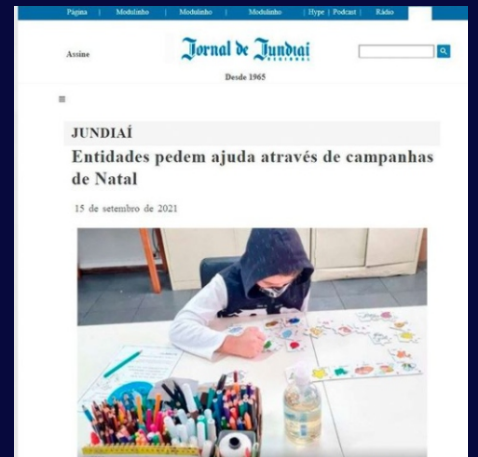 Página | Modulinho | Modulinho | Modulinho | Hype | Podcast | Rádio
Assine
Jornal de Jundiaí
REGIONAL
Desde 1965
JUNDIAÍ
Entidades pedem ajuda através de campanhas
de Natal
15 de setembro de 2021